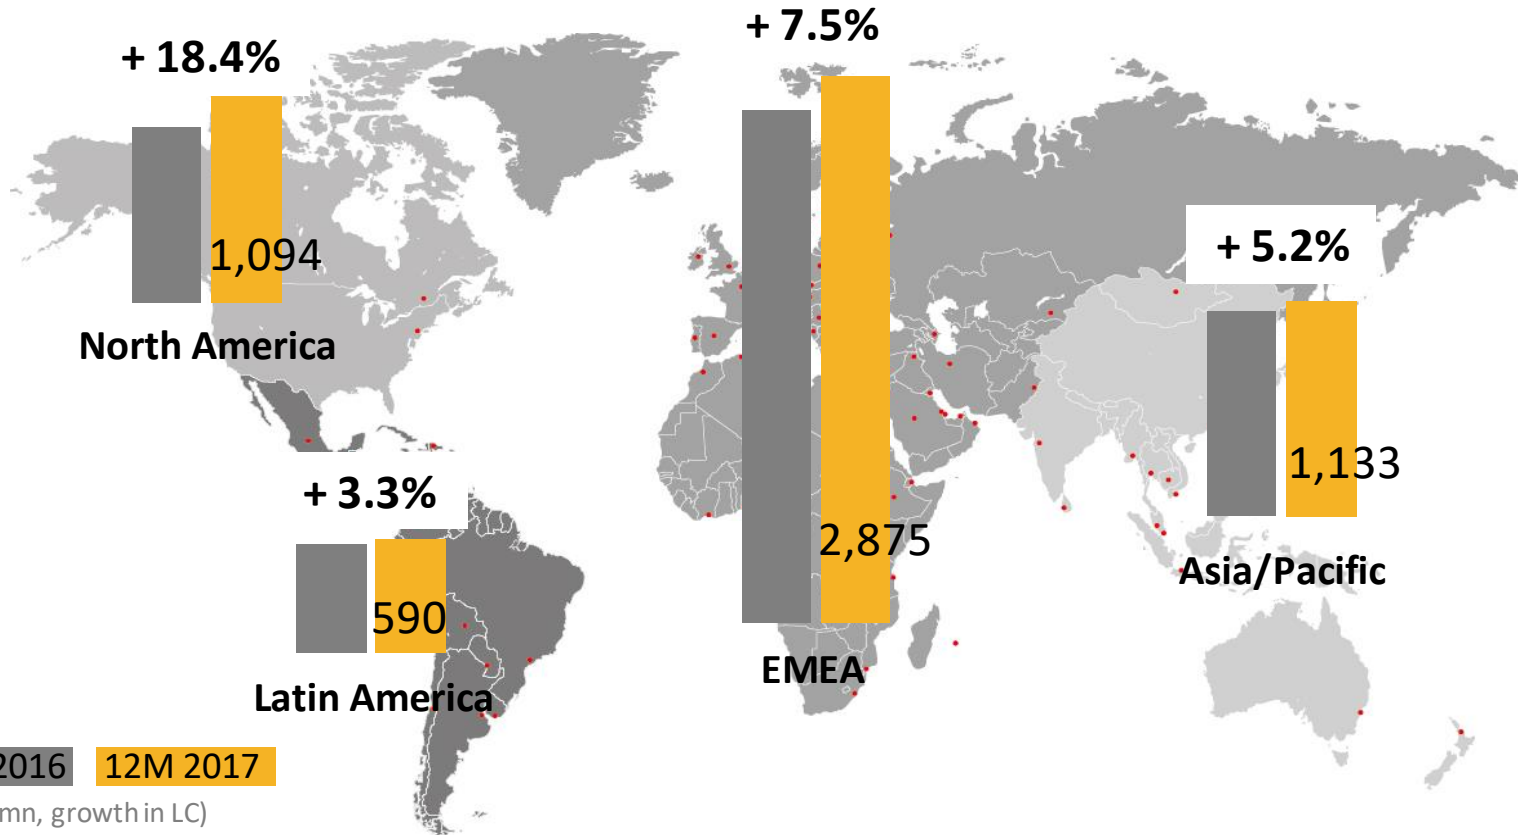 + 18.4%
1,094
North America
+ 7.5%
2,875
EMEA
+ 5.2%
1,133
Asia/Pacific
+ 3.3%
590
Latin America
2016 12M 2017
mn, growth in LC)